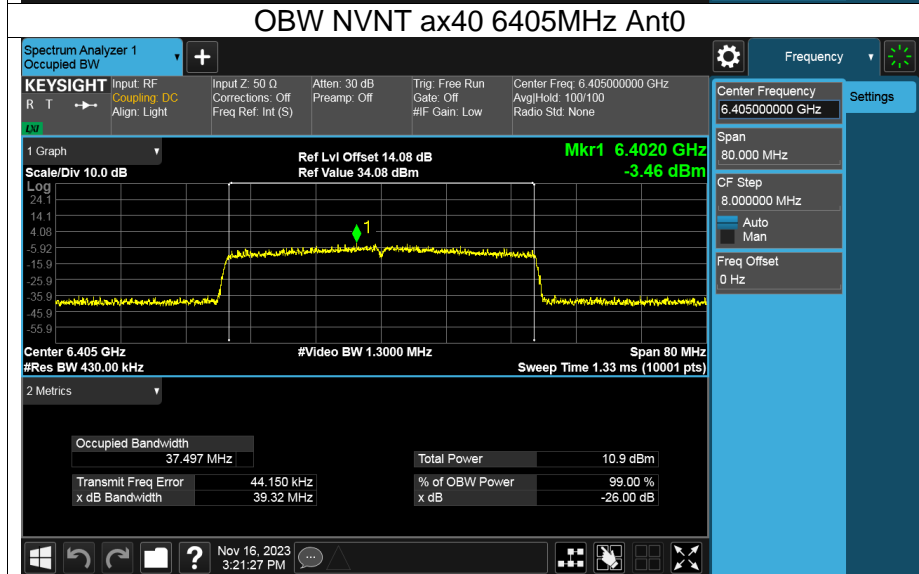 OBW NVNT ax40 6405MHz Ant0
Spectrum Analyzer 1
Occupied BW
+
Frequency
KEYSIGHT Input: RF Input Z: 50 Ω Atten: 30 dB Trig: Free Run Center Freq: 6.405000000 GHz
R T Coupling: DC Corrections: Off Preamp: Off Gate: Off Avg|Hold: 100/100
Align: Light Freq Ref: Int (S) #IF Gain: Low Radio Std: None
LXI
Center Frequency
6.405000000 GHz
Settings
Span
80.000 MHz
CF Step
8.000000 MHz
Auto
Man
Freq Offset
0 Hz
1 Graph Ref Lvl Offset 14.08 dB Mkr1 6.4020 GHz
Scale/Div 10.0 dB Ref Value 34.08 dBm -3.46 dBm
Log
24.1
14.1
4.08
-5.92
-15.9
-25.9
-35.9
-45.9
-55.9
1
Center 6.405 GHz #Video BW 1.3000 MHz Span 80 MHz
#Res BW 430.00 kHz Sweep Time 1.33 ms (10001 pts)
2 Metrics
Occupied Bandwidth
37.497 MHz Total Power 10.9 dBm
Transmit Freq Error 44.150 kHz % of OBW Power 99.00 %
x dB Bandwidth 39.32 MHz x dB -26.00 dB
? Nov 16, 2023
3:21:27 PM